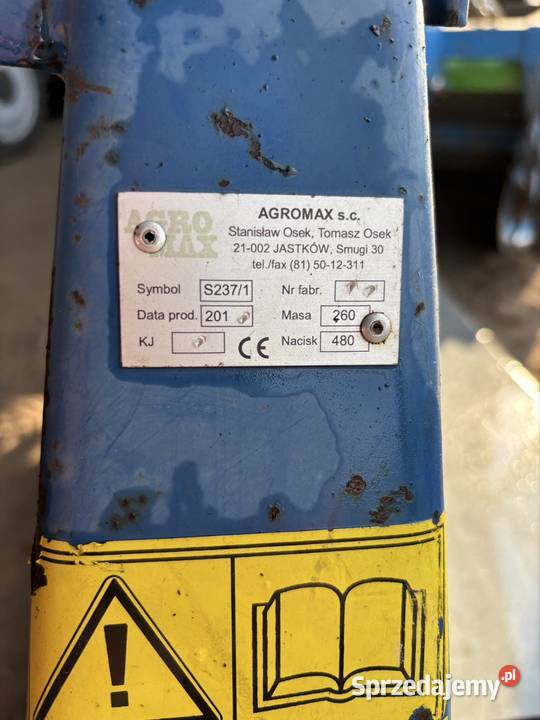 AGRO
MAX
AGROMAX s.c.
Stanisław Osek, Tomasz Osek
21-002 JASTKÓW, Smugi 30
tel./fax (81) 50-12-311
Symbol S237/1 Nr fabr.
Data prod. 201 Masa 260
KJ CE Nacisk 480
!
Sprzedajemy.pl